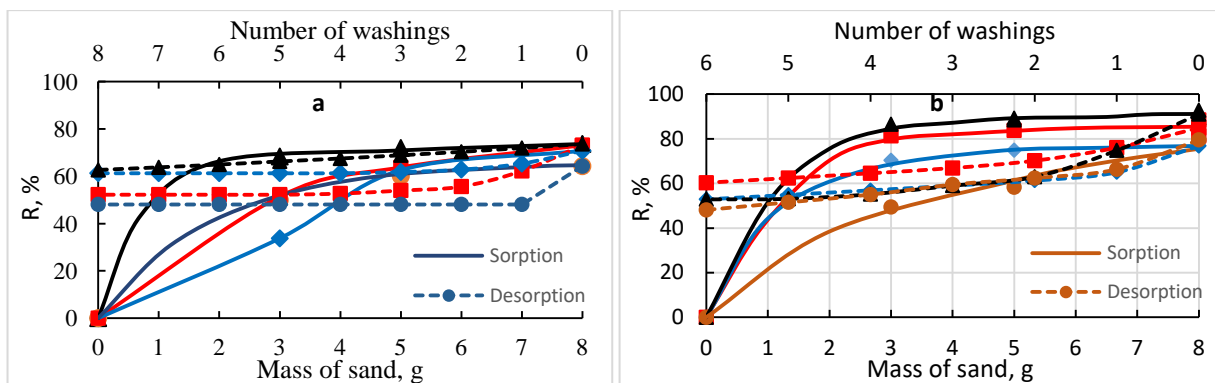 Number of washings
8 7 6 5 4 3 2 1 0
100
80
60
40
20
0
R, %
a
Sorption
Desorption
0 1 2 3 4 5 6 7 8
Mass of sand, g
Number of washings
6 5 4 3 2 1 0
100
80
60
40
20
0
R, %
b
Sorption
Desorption
0 1 2 3 4 5 6 7 8
Mass of sand, g